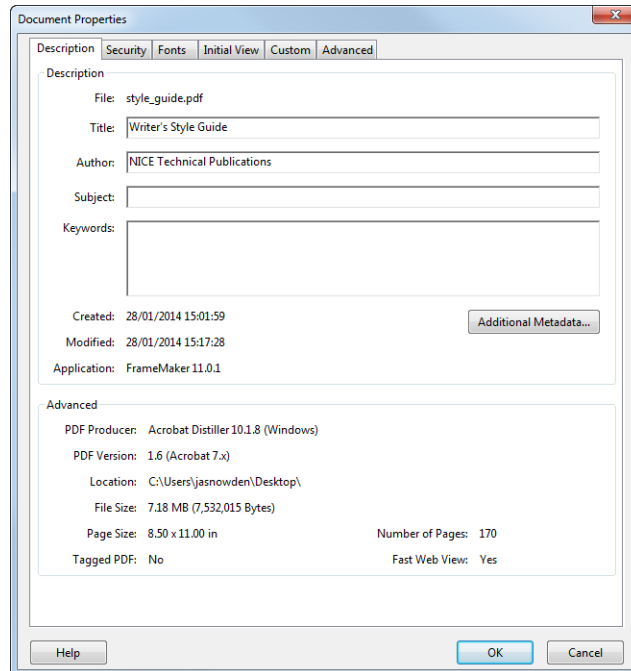 Document Properties
Description Security Fonts Initial View Custom Advanced
Description
File: style_guide.pdf
Title: Writer's Style Guide
Author: NICE Technical Publications
Subject:
Keywords:
Created: 28/01/2014 15:01:59
Additional Metadata...
Modified: 28/01/2014 15:17:28
Application: FrameMaker 11.0.1
Advanced
PDF Producer: Acrobat Distiller 10.1.8 (Windows)
PDF Version: 1.6 (Acrobat 7.x)
Location: C:\Users\jasnowden\Desktop\
File Size: 7.18 MB (7,532,015 Bytes)
Page Size: 8.50 x 11.00 in Number of Pages: 170
Tagged PDF: No Fast Web View: Yes
Help OK Cancel